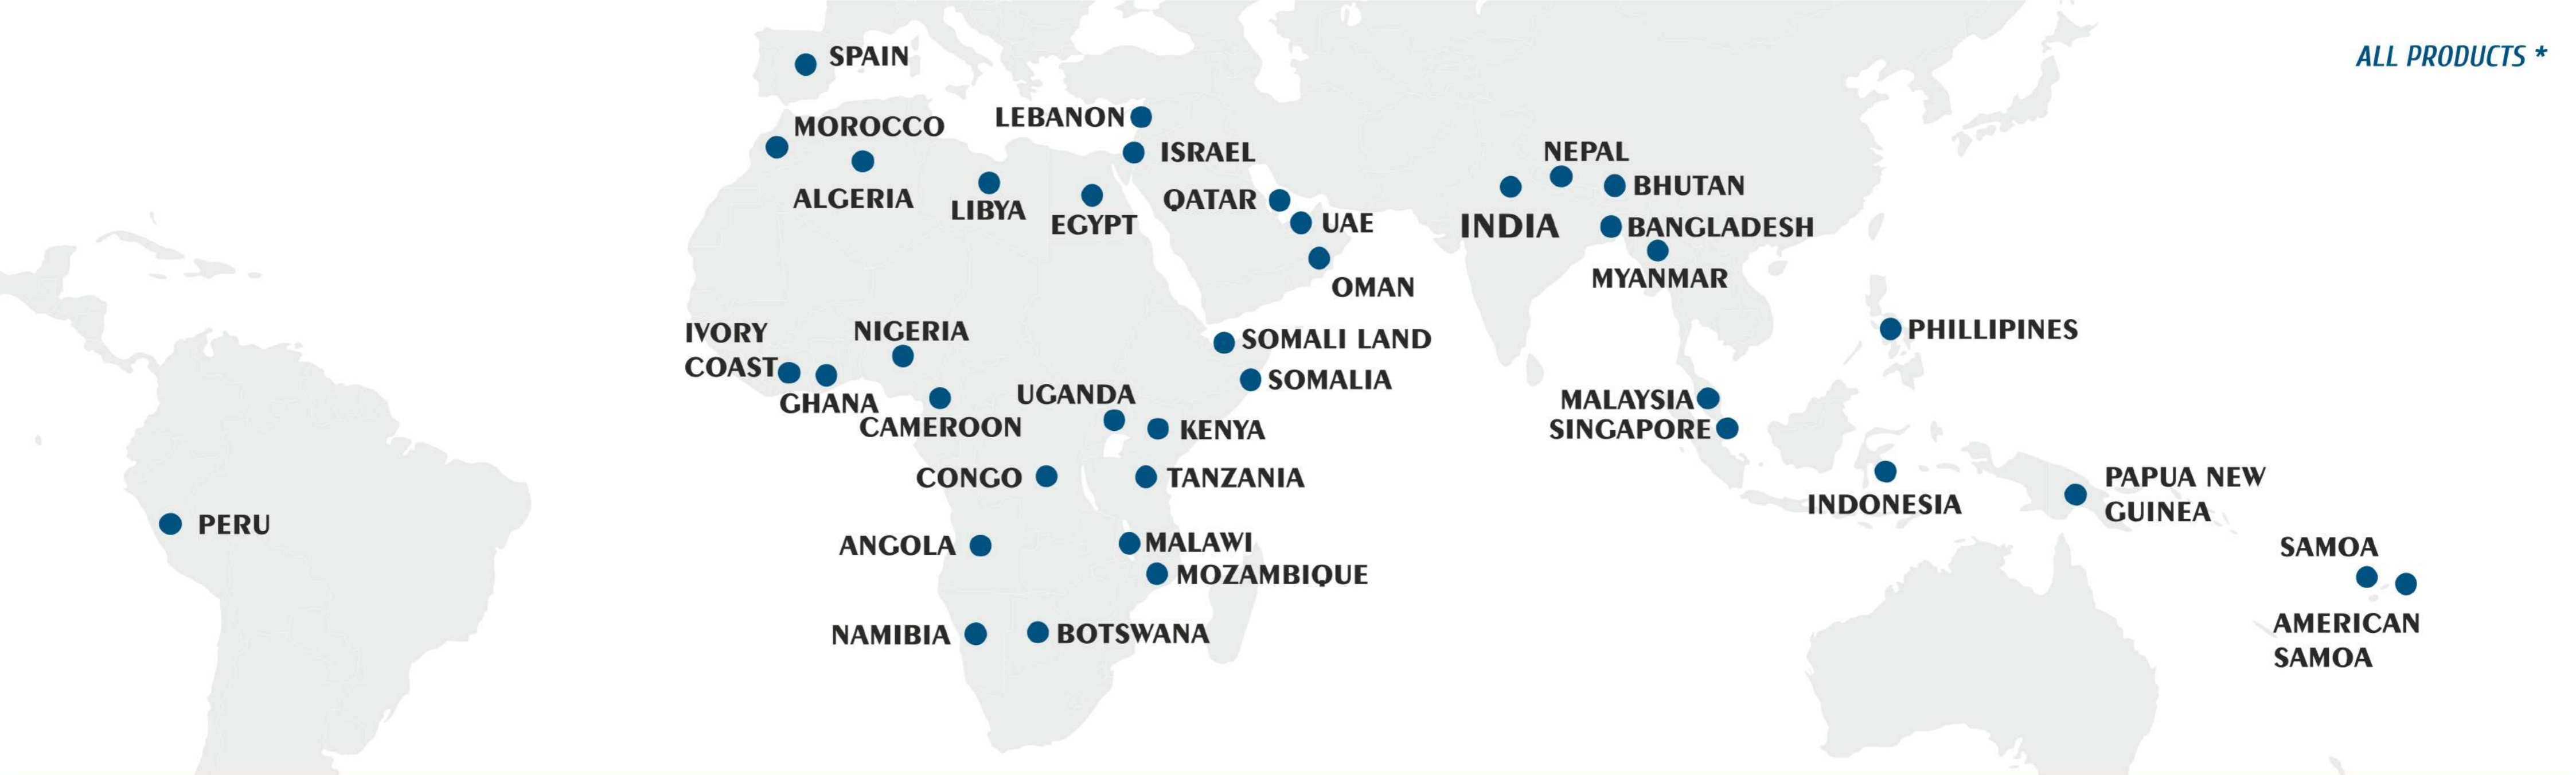 SPAIN
ALL PRODUCTS *
LEBANON
MOROCCO
ISRAEL
NEPAL
ALGERIA
LIBYA
EGYPT
QATAR
UAE
INDIA
BHUTAN
BANGLADESH
MYANMAR
OMAN
IVORY
COAST
NIGERIA
SOMALI LAND
PHILLIPINES
GHANA
CAMEROON
UGANDA
SOMALIA
KENYA
MALAYSIA
SINGAPORE
CONGO
TANZANIA
INDONESIA
PAPUA NEW
GUINEA
PERU
ANGOLA
MALAWI
MOZAMBIQUE
SAMOA
AMERICAN
SAMOA
NAMIBIA
BOTSWANA